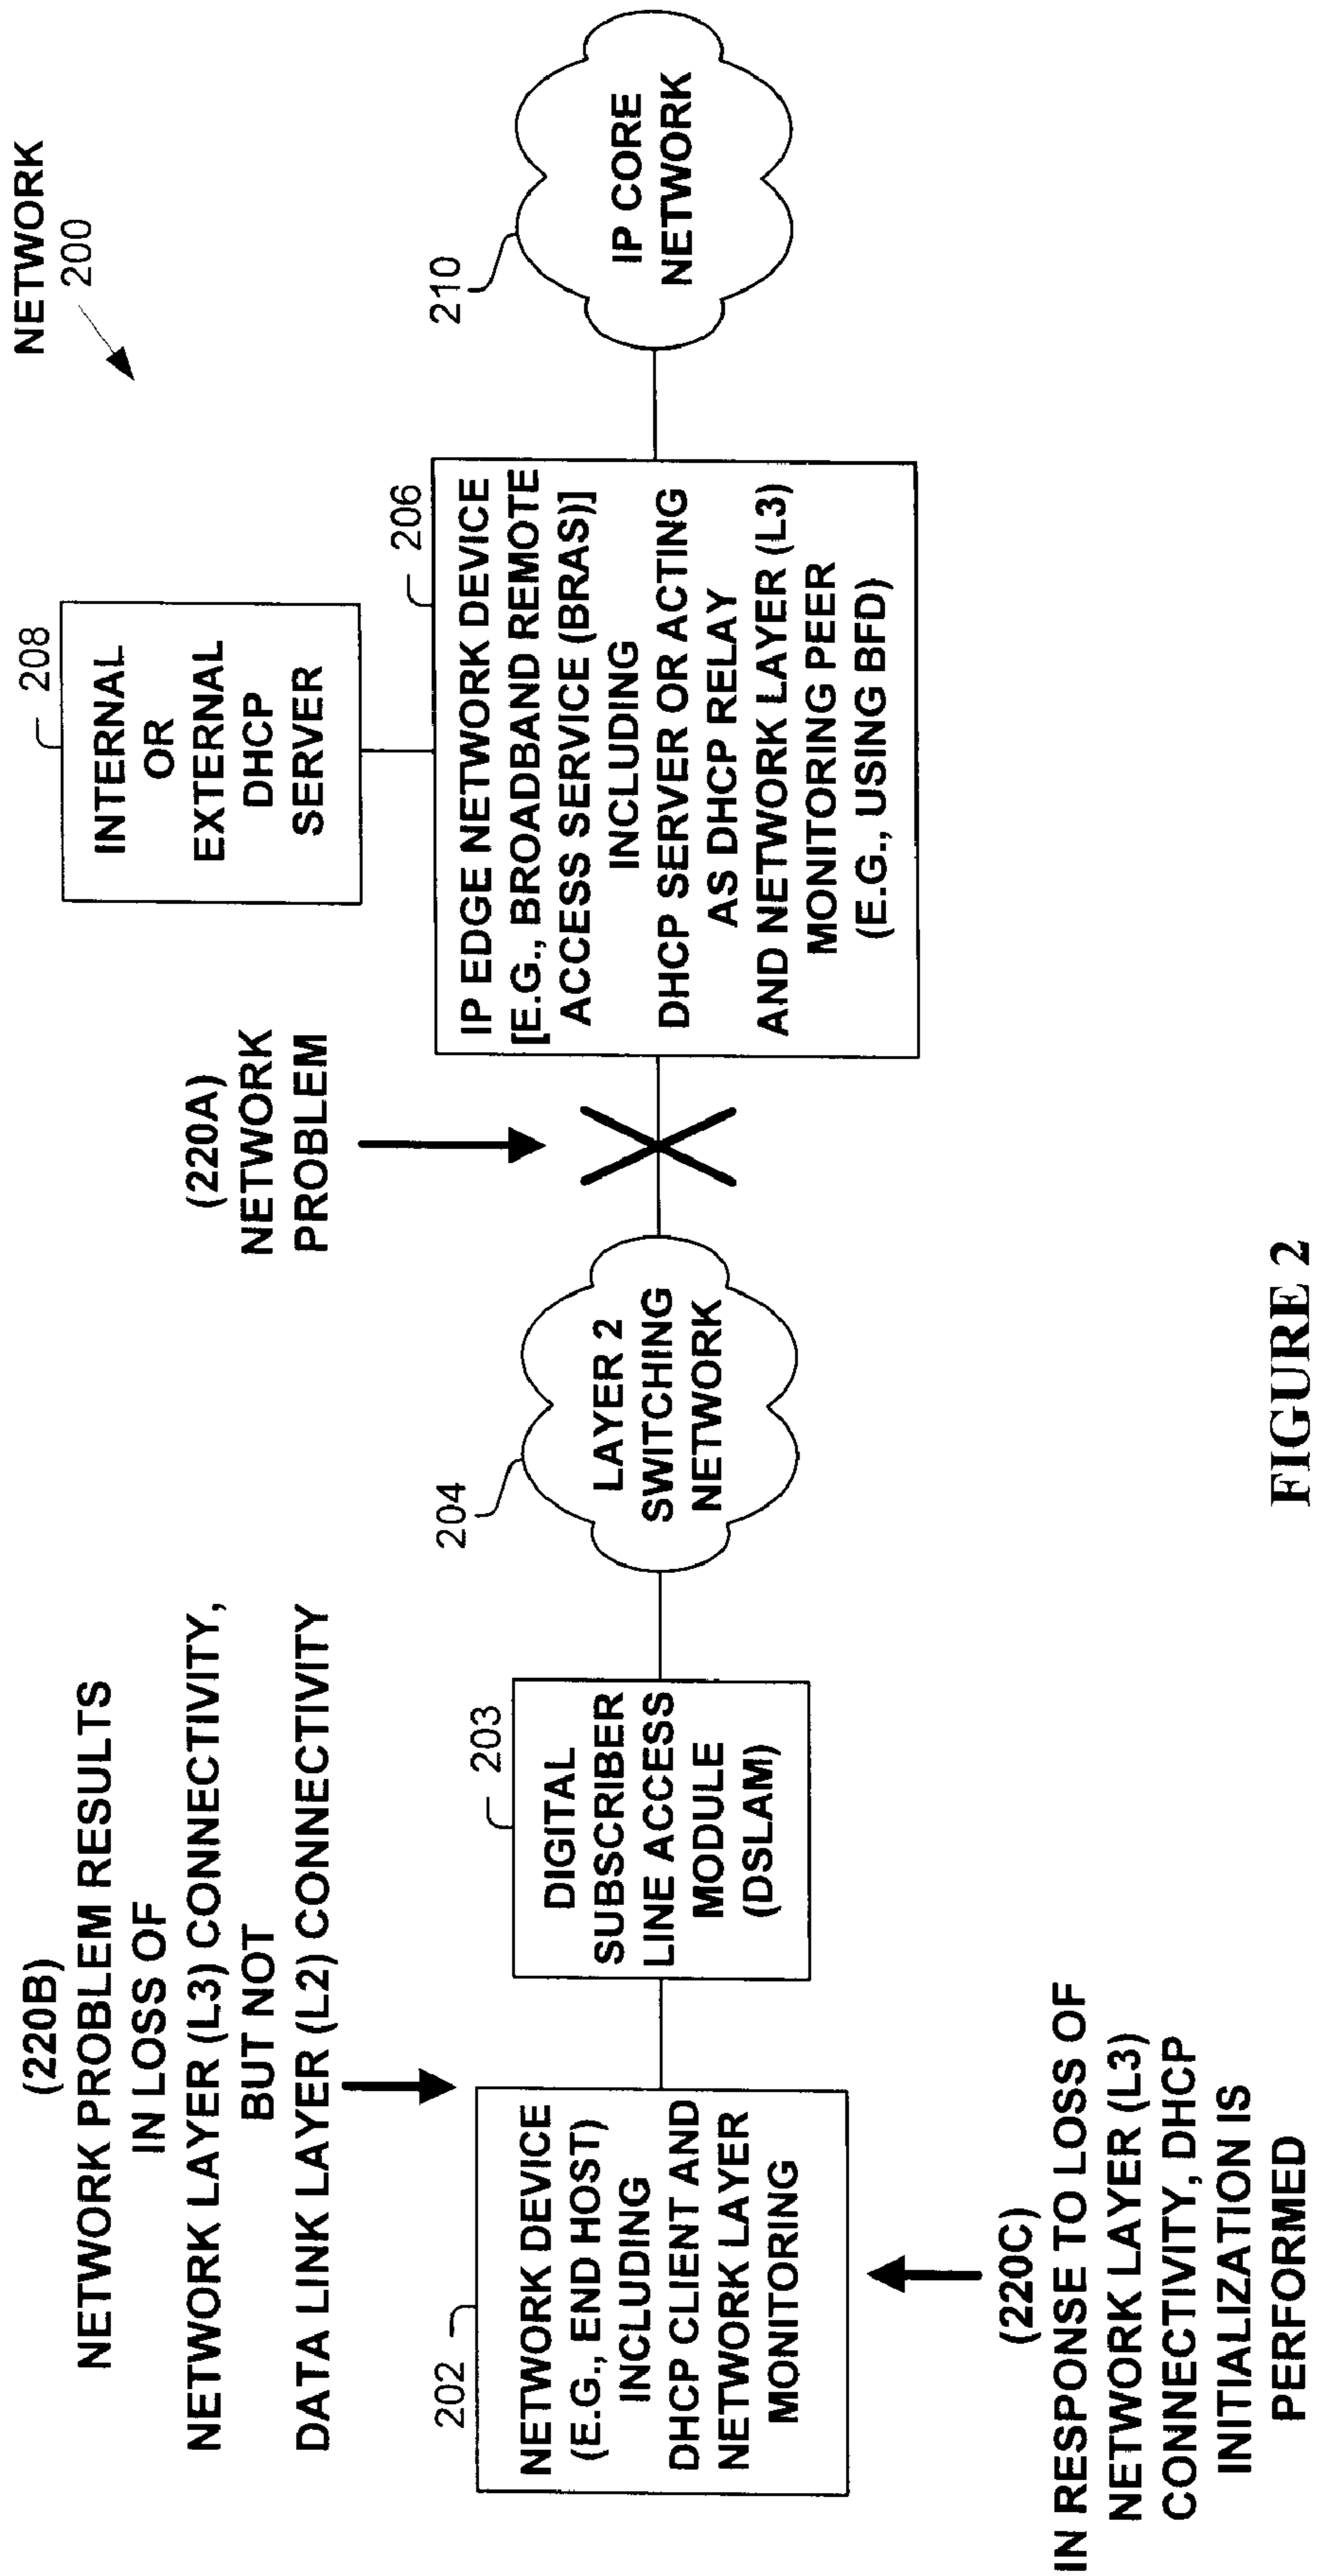 NETWORK
200
208
INTERNAL
OR
EXTERNAL
DHCP
SERVER
(220B)
NETWORK PROBLEM RESULTS
IN LOSS OF
NETWORK LAYER (L3) CONNECTIVITY,
BUT NOT
DATA LINK LAYER (L2) CONNECTIVITY
(220A)
NETWORK
PROBLEM
202
NETWORK DEVICE
(E.G., END HOST)
INCLUDING
DHCP CLIENT AND
NETWORK LAYER
MONITORING
203
DIGITAL
SUBSCRIBER
LINE ACCESS
MODULE
(DSLAM)
204
LAYER 2
SWITCHING
NETWORK
206
IP EDGE NETWORK DEVICE
[E.G., BROADBAND REMOTE
ACCESS SERVICE (BRAS)]
INCLUDING
DHCP SERVER OR ACTING
AS DHCP RELAY
AND NETWORK LAYER (L3)
MONITORING PEER
(E.G., USING BFD)
210
IP CORE
NETWORK
(220C)
IN RESPONSE TO LOSS OF
NETWORK LAYER (L3)
CONNECTIVITY, DHCP
INITIALIZATION IS
PERFORMED
FIGURE 2